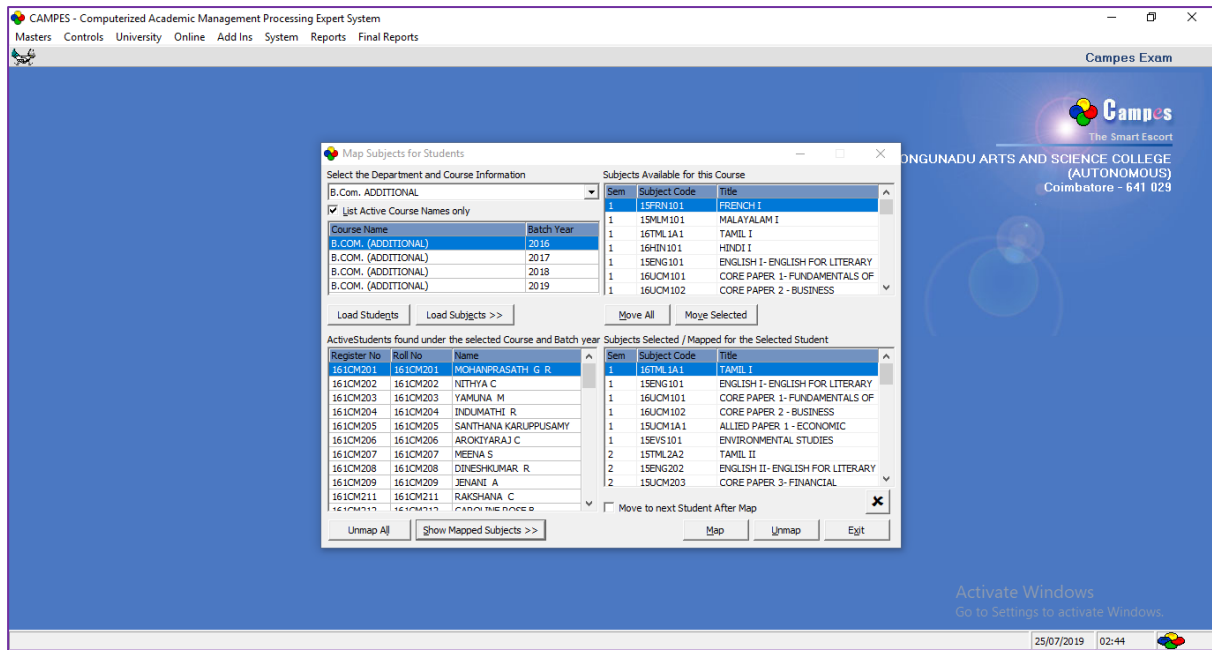 CAMPES - Computerized Academic Management Processing Expert System
Masters Controls University Online Add Ins System Reports Final Reports
Campes Exam
Campes
The Smart Escort
ONGUNADU ARTS AND SCIENCE COLLEGE
(AUTONOMOUS)
Coimbatore - 641 029
Map Subjects for Students
Select the Department and Course Information
B.Com. ADDITIONAL
List Active Course Names only
Course Name Batch Year
B.COM. (ADDITIONAL) 2016
B.COM. (ADDITIONAL) 2017
B.COM. (ADDITIONAL) 2018
B.COM. (ADDITIONAL) 2019
Load Students Load Subjects >>
Subjects Available for this Course
Sem Subject Code Title
1 15FRN101 FRENCH I
1 15MLM101 MALAYALAM I
1 16TML1A1 TAMIL I
1 16HIN101 HINDI I
1 15ENG101 ENGLISH I- ENGLISH FOR LITERARY
1 16UCM101 CORE PAPER 1- FUNDAMENTALS OF
1 16UCM102 CORE PAPER 2 - BUSINESS
Move All Move Selected
ActiveStudents found under the selected Course and Batch year
Register No Roll No Name
161CM201 161CM201 MOHANPRASATH G R
161CM202 161CM202 NITHYA C
161CM203 161CM203 YAMUNA M
161CM204 161CM204 INDUMATHI R
161CM205 161CM205 SANTHANA KARUPPUSAMY
161CM206 161CM206 AROKIYARAJ C
161CM207 161CM207 MEENA S
161CM208 161CM208 DINESHKUMAR R
161CM209 161CM209 JENANI A
161CM211 161CM211 RAKSHANA C
161CM212 161CM212 CAROLINE ROSE B
Unmap All Show Mapped Subjects >>
Subjects Selected / Mapped for the Selected Student
Sem Subject Code Title
1 16TML1A1 TAMIL I
1 15ENG101 ENGLISH I- ENGLISH FOR LITERARY
1 16UCM101 CORE PAPER 1- FUNDAMENTALS OF
1 16UCM102 CORE PAPER 2 - BUSINESS
1 15UCM1A1 ALLIED PAPER 1 - ECONOMIC
1 15EVS101 ENVIRONMENTAL STUDIES
2 15TML2A2 TAMIL II
2 15ENG202 ENGLISH II- ENGLISH FOR LITERARY
2 15UCM203 CORE PAPER 3- FINANCIAL
Move to next Student After Map
Map Unmap Exit
Activate Windows
Go to Settings to activate Windows.
25/07/2019 02:44